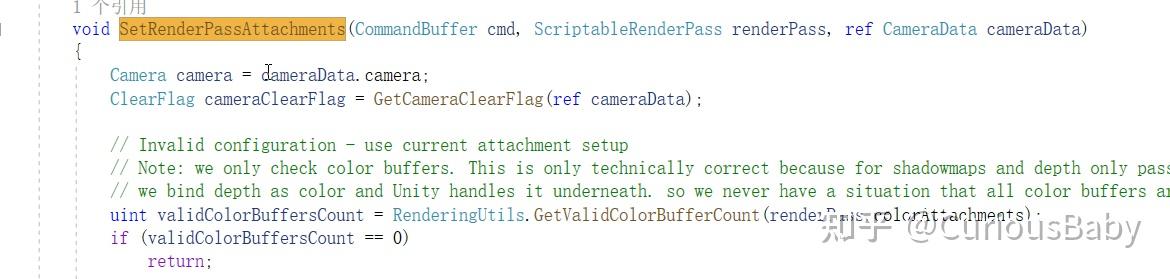 1 个引用
void SetRenderPassAttachments(CommandBuffer cmd, ScriptableRenderPass renderPass, ref CameraData cameraData)
{
Camera camera = cameraData.camera;
ClearFlag cameraClearFlag = GetCameraClearFlag(ref cameraData);
// Invalid configuration - use current attachment setup
// Note: we only check color buffers. This is only technically correct because for shadowmaps and depth only pass
// we bind depth as color and Unity handles it underneath. so we never have a situation that all color buffers a
uint validColorBuffersCount = RenderingUtils.GetValidColorBufferCount(renderPass.colorAttachments);
if (validColorBuffersCount == 0)
return;
知乎 @CuriousBaby